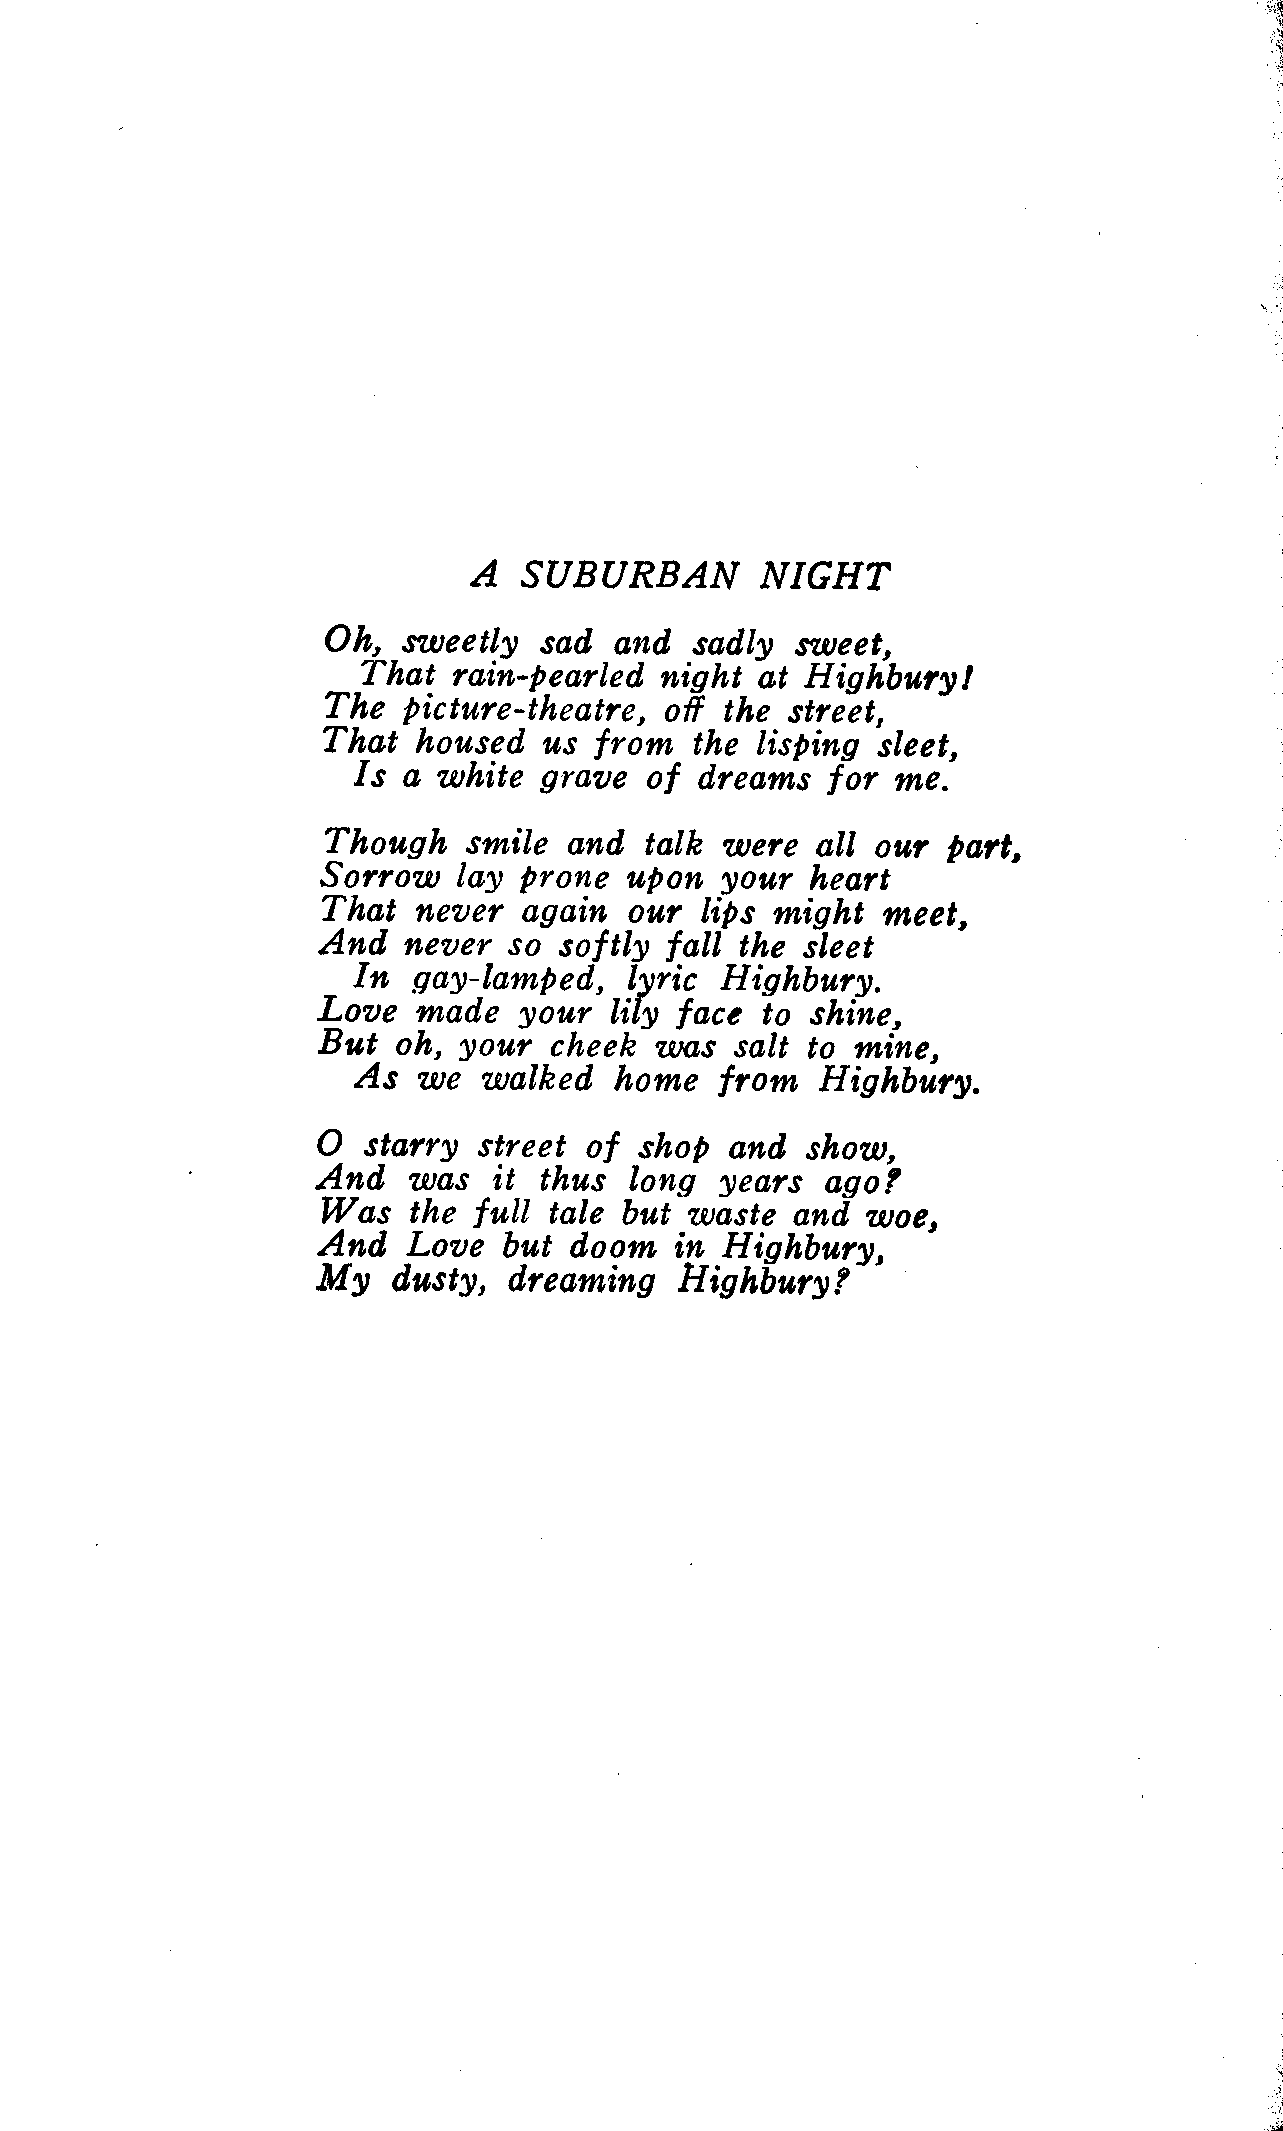 A SUBURBAN NIGHT
Oh, sweetly sad and sadly sweet,
That rain-pearled night at Highbury!
The picture-theatre, off the street,
That housed us from the lisping sleet,
Is a white grave of dreams for me.
Though smile and talk were all our part,
Sorrow lay prone upon your heart
That never again our lips might meet,
And never so softly fall the sleet
In gay-lamped, lyric Highbury.
Love made your lily face to shine,
But oh, your cheek was salt to mine,
As we walked home from Highbury.
O starry street of shop and show,
And was it thus long years ago?
Was the full tale but waste and woe,
And Love but doom in Highbury,
My dusty, dreaming Highbury?